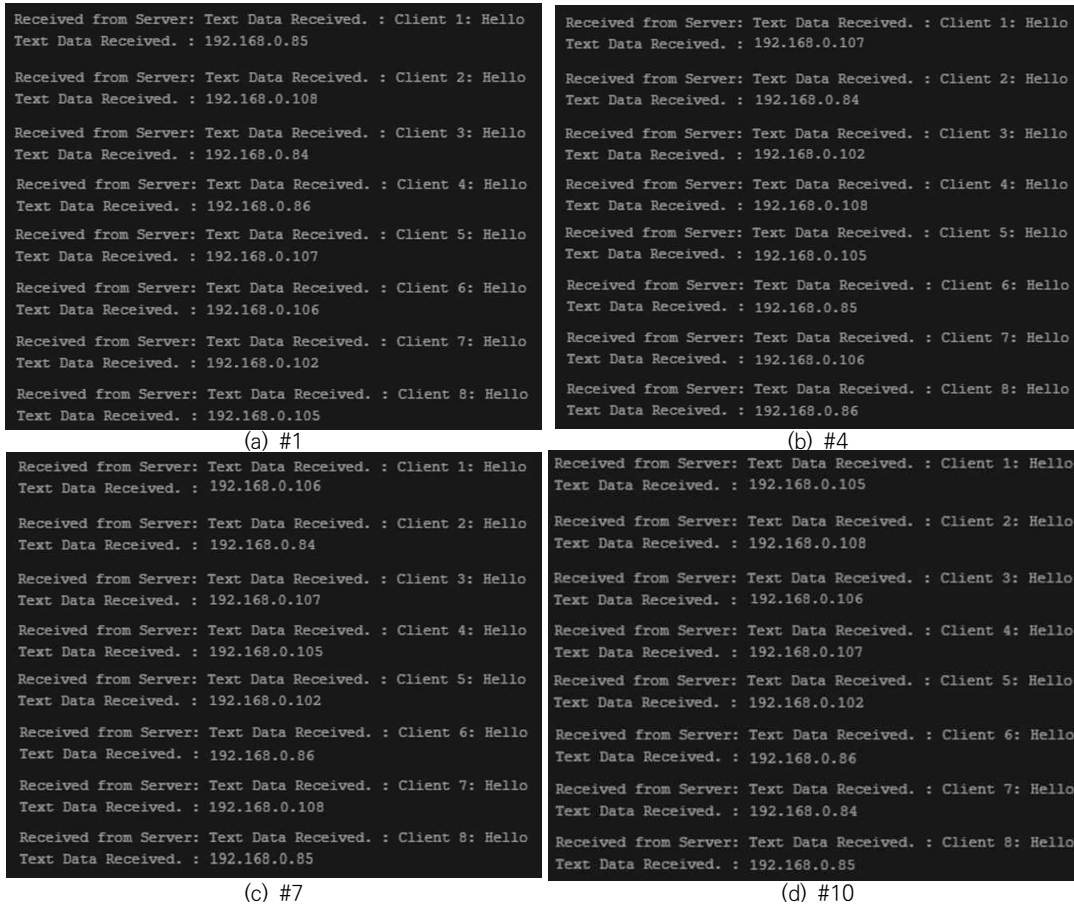 Received from Server: Text Data Received. : Client 1: Hello
Text Data Received. : 192.168.0.85
Received from Server: Text Data Received. : Client 2: Hello
Text Data Received. : 192.168.0.108
Received from Server: Text Data Received. : Client 3: Hello
Text Data Received. : 192.168.0.84
Received from Server: Text Data Received. : Client 4: Hello
Text Data Received. : 192.168.0.86
Received from Server: Text Data Received. : Client 5: Hello
Text Data Received. : 192.168.0.107
Received from Server: Text Data Received. : Client 6: Hello
Text Data Received. : 192.168.0.106
Received from Server: Text Data Received. : Client 7: Hello
Text Data Received. : 192.168.0.102
Received from Server: Text Data Received. : Client 8: Hello
Text Data Received. : 192.168.0.105
(a) #1
Received from Server: Text Data Received. : Client 1: Hello
Text Data Received. : 192.168.0.107
Received from Server: Text Data Received. : Client 2: Hello
Text Data Received. : 192.168.0.84
Received from Server: Text Data Received. : Client 3: Hello
Text Data Received. : 192.168.0.102
Received from Server: Text Data Received. : Client 4: Hello
Text Data Received. : 192.168.0.108
Received from Server: Text Data Received. : Client 5: Hello
Text Data Received. : 192.168.0.105
Received from Server: Text Data Received. : Client 6: Hello
Text Data Received. : 192.168.0.85
Received from Server: Text Data Received. : Client 7: Hello
Text Data Received. : 192.168.0.106
Received from Server: Text Data Received. : Client 8: Hello
Text Data Received. : 192.168.0.86
(b) #4
Received from Server: Text Data Received. : Client 1: Hello
Text Data Received. : 192.168.0.106
Received from Server: Text Data Received. : Client 2: Hello
Text Data Received. : 192.168.0.84
Received from Server: Text Data Received. : Client 3: Hello
Text Data Received. : 192.168.0.107
Received from Server: Text Data Received. : Client 4: Hello
Text Data Received. : 192.168.0.105
Received from Server: Text Data Received. : Client 5: Hello
Text Data Received. : 192.168.0.102
Received from Server: Text Data Received. : Client 6: Hello
Text Data Received. : 192.168.0.86
Received from Server: Text Data Received. : Client 7: Hello
Text Data Received. : 192.168.0.108
Received from Server: Text Data Received. : Client 8: Hello
Text Data Received. : 192.168.0.85
(c) #7
Received from Server: Text Data Received. : Client 1: Hello
Text Data Received. : 192.168.0.105
Received from Server: Text Data Received. : Client 2: Hello
Text Data Received. : 192.168.0.108
Received from Server: Text Data Received. : Client 3: Hello
Text Data Received. : 192.168.0.106
Received from Server: Text Data Received. : Client 4: Hello
Text Data Received. : 192.168.0.107
Received from Server: Text Data Received. : Client 5: Hello
Text Data Received. : 192.168.0.102
Received from Server: Text Data Received. : Client 6: Hello
Text Data Received. : 192.168.0.86
Received from Server: Text Data Received. : Client 7: Hello
Text Data Received. : 192.168.0.84
Received from Server: Text Data Received. : Client 8: Hello
Text Data Received. : 192.168.0.85
(d) #10